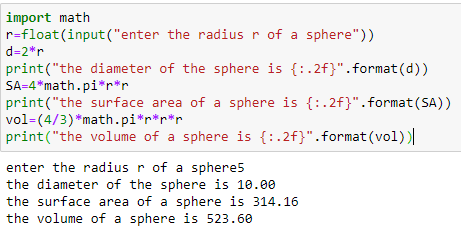 import math
r=float(input("enter the radius r of a sphere"))
d=2*r
print("the diameter of the sphere is {:.2f}".format(d))
SA=4*math.pi*r*r
print("the surface area of a sphere is {:.2f}".format(SA))
vol=(4/3)*math.pi*r*r*r
print("the volume of a sphere is {:.2f}".format(vol))
enter the radius r of a sphere5
the diameter of the sphere is 10.00
the surface area of a sphere is 314.16
the volume of a sphere is 523.60